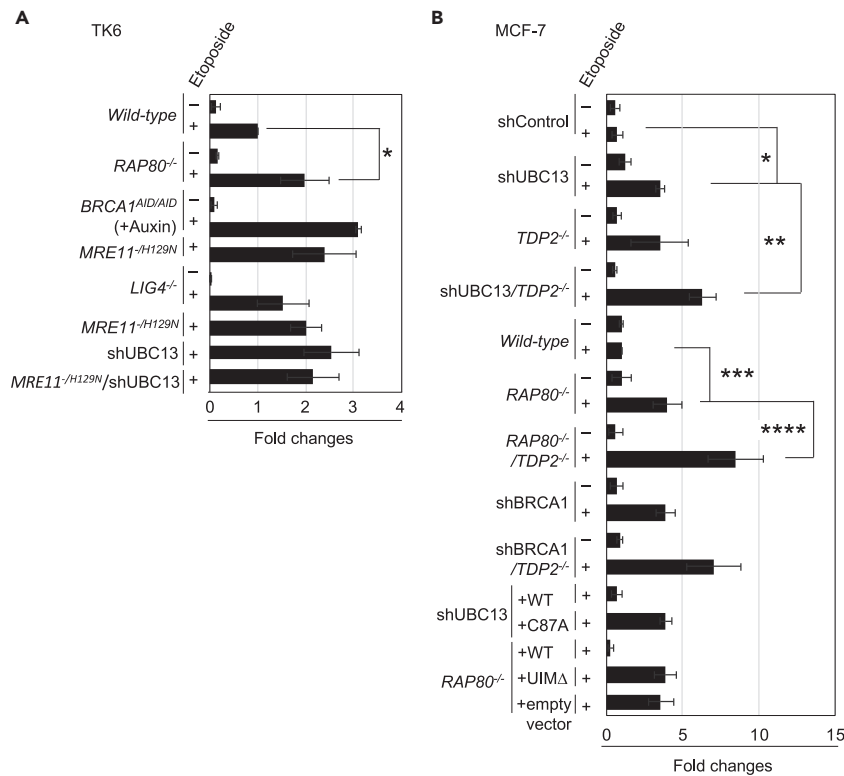 A
TK6
Etoposide
Wild-type
−
+
RAP80-/-
−
+
BRCA1AID/AID
(+Auxin)
−
+
MRE11-/H129N
+
LIG4-/-
−
+
MRE11-/H129N
+
shUBC13
+
MRE11-/H129N/shUBC13
+
*
0
1
2
3
4
Fold changes
B
MCF-7
Etoposide
shControl
−
+
shUBC13
−
+
TDP2-/-
−
+
shUBC13/TDP2-/-
−
+
Wild-type
−
+
RAP80-/-
−
+
RAP80-/-
/TDP2-/-
−
+
shBRCA1
−
+
shBRCA1
/TDP2-/-
−
+
shUBC13
+WT
+
+C87A
+
RAP80-/-
+WT
+
+UIMΔ
+
+empty
vector
+
*
**
***
****
0
5
10
15
Fold changes